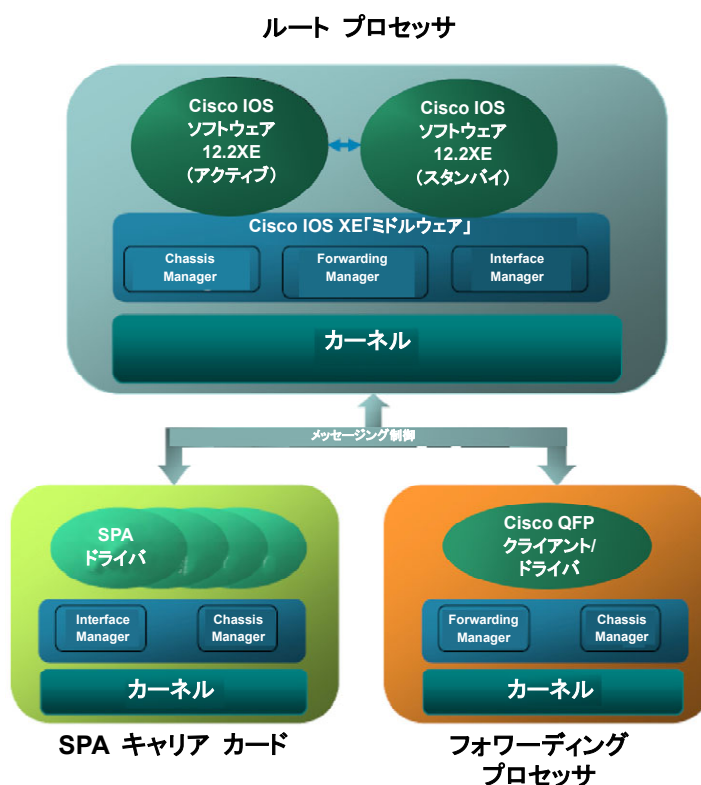 ルート プロセッサ
Cisco IOS
ソフトウェア
12.2XE
（アクティブ）
Cisco IOS
ソフトウェア
12.2XE
（スタンバイ）
Cisco IOS XE「ミドルウェア」
Chassis
Manager
Forwarding
Manager
Interface
Manager
カーネル
メッセージング制御
SPA
ドライバ
Interface
Manager
Chassis
Manager
カーネル
SPA キャリア カード
Cisco QFP
クライアント/
ドライバ
Forwarding
Manager
Chassis
Manager
カーネル
フォワーディング
プロセッサ